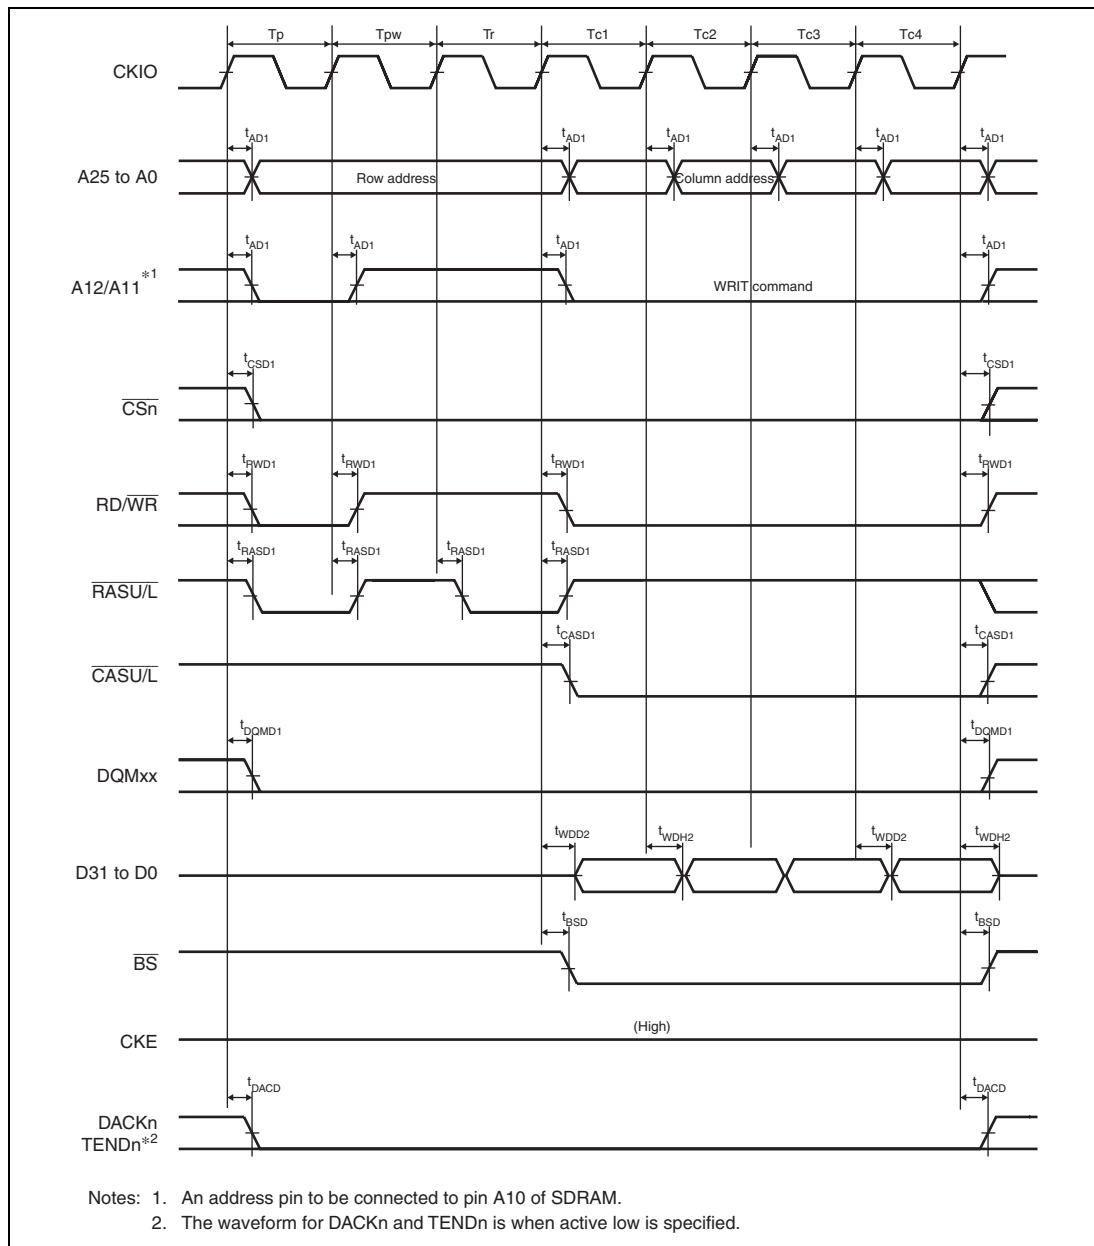 Tp Tpw Tr Tc1 Tc2 Tc3 Tc4
CKIO
tAD1 tAD1 tAD1 tAD1 tAD1 tAD1
A25 to A0 Row address Column address
tAD1 tAD1 tAD1 tAD1
A12/A11*1 WRIT command
tCSD1 tCSD1
CSn
tRWD1 tRWD1 tRWD1 tRWD1
RD/WR
tRASD1 tRASD1 tRASD1 tRASD1
RASU/L
tCASD1 tCASD1
CASU/L
tDQMD1 tDQMD1
DQMxx
tWDD2 tWDH2 tWDD2 tWDH2
D31 to D0
tBSD tBSD
BS
(High)
CKE
tDACD tDACD
DACKn
TENDn*2
Notes: 1. An address pin to be connected to pin A10 of SDRAM.
2. The waveform for DACKn and TENDn is when active low is specified.